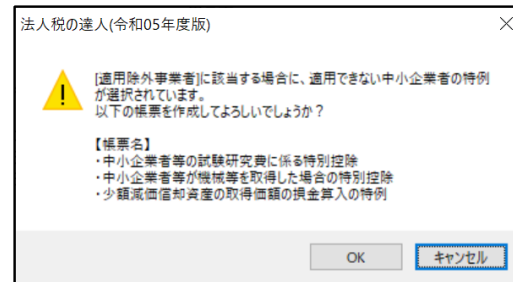 法人税の達人(令和05年度版)
[適用除外事業者]に該当する場合に、適用できない中小企業者の特例
が選択されています。
以下の帳票を作成してよろしいでしょうか？
【帳票名】
・中小企業者等の試験研究費に係る特別控除
・中小企業者等が機械等を取得した場合の特別控除
・少額減価償却資産の取得価額の損金算入の特例
OK
キャンセル